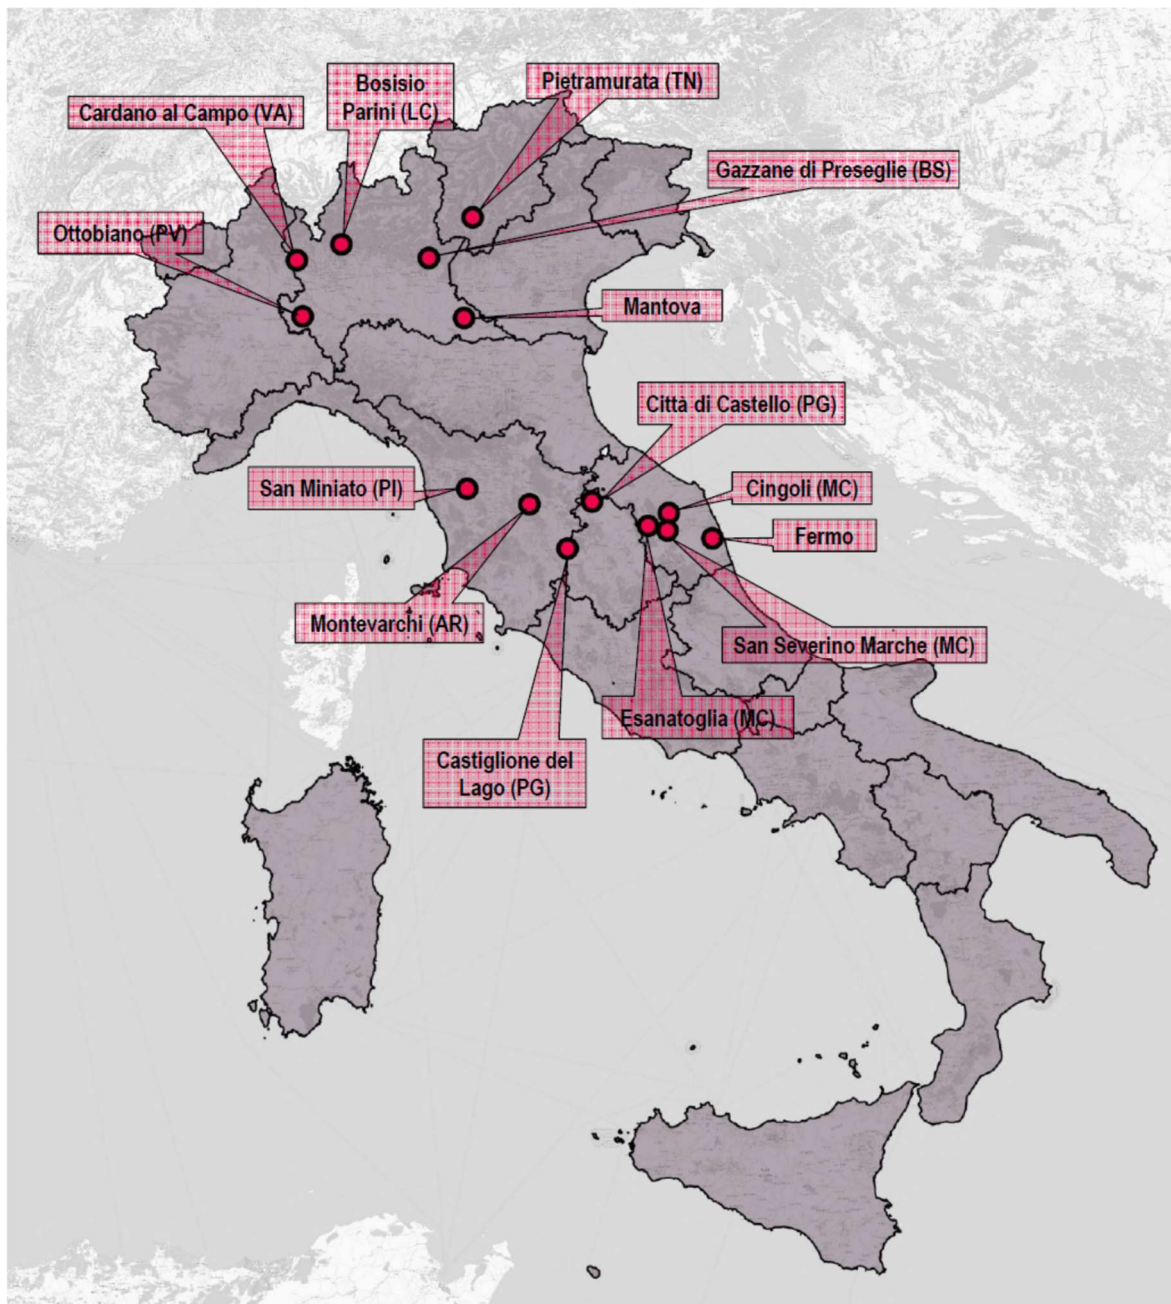 Bosisio
Parini (LC)
Pietramurata (TN)
Cardano al Campo (VA)
Gazzane di Preseglie (BS)
Ottobiano (PV)
Mantova
Città di Castello (PG)
San Miniato (PI)
Cingoli (MC)
Fermo
Montevarchi (AR)
San Severino Marche (MC)
Esanatoglia (MC)
Castiglione del
Lago (PG)